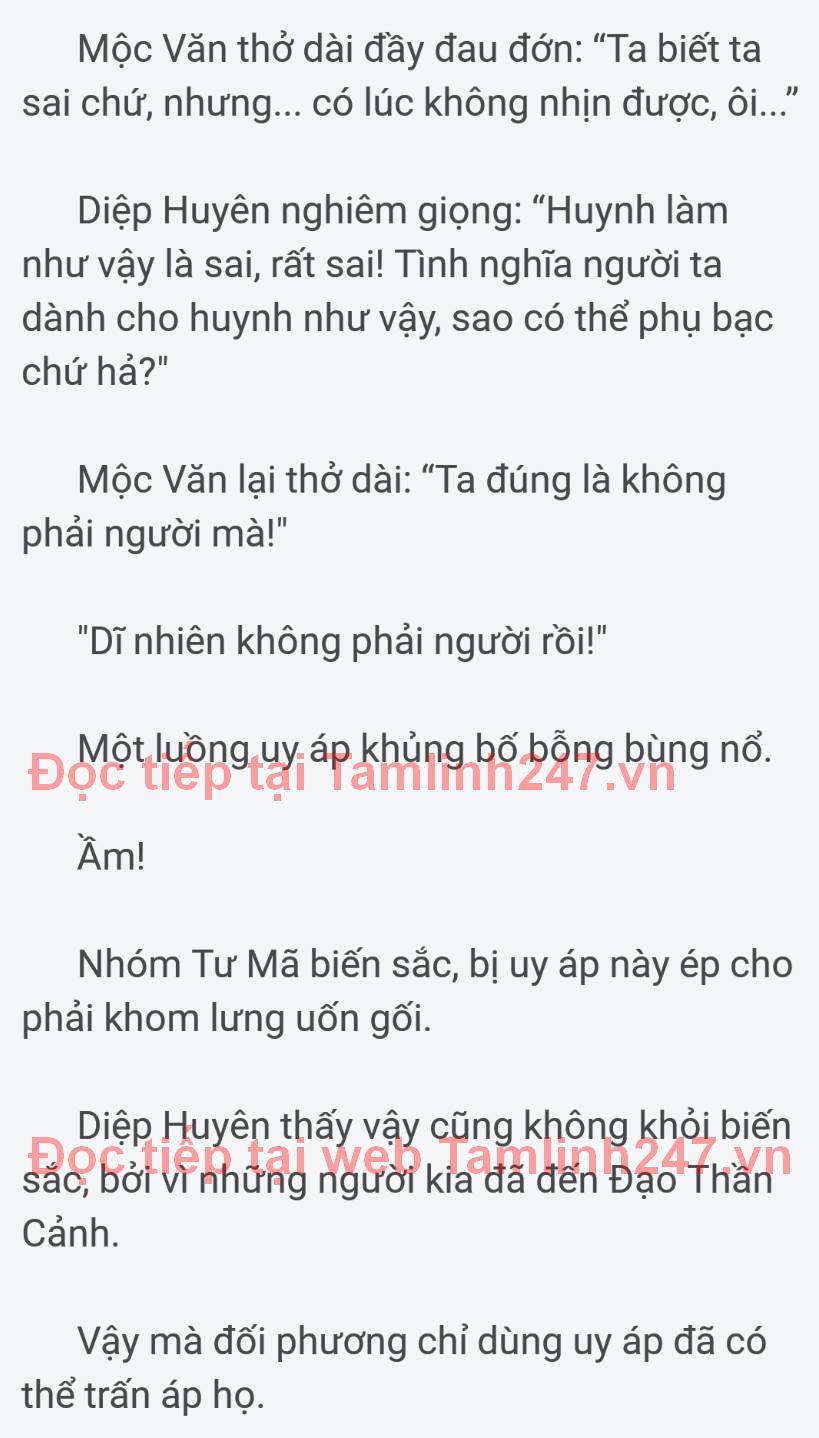 Mộc Văn thở dài đầy đau đớn: “Ta biết ta
sai chứ, nhưng... có lúc không nhịn được, ôi...”
Diệp Huyên nghiêm giọng: “Huynh làm
như vậy là sai, rất sai! Tình nghĩa người ta
dành cho huynh như vậy, sao có thể phụ bạc
chứ hả?"
Mộc Văn lại thở dài: “Ta đúng là không
phải người mà!"
"Dĩ nhiên không phải người rồi!"
Một luồng uy áp khủng bố bỗng bùng nổ.
Đọc tiếp tại Tamlinh247.vn
Ầm!
Nhóm Tư Mã biến sắc, bị uy áp này ép cho
phải khom lưng uốn gối.
Diệp Huyên thấy vậy cũng không khỏi biến
Đọc tiếp tại web Tamlinh247.vn
sắc, bởi vì những người kia đã đến Đạo Thần
Cảnh.
Vậy mà đối phương chỉ dùng uy áp đã có
thể trấn áp họ.